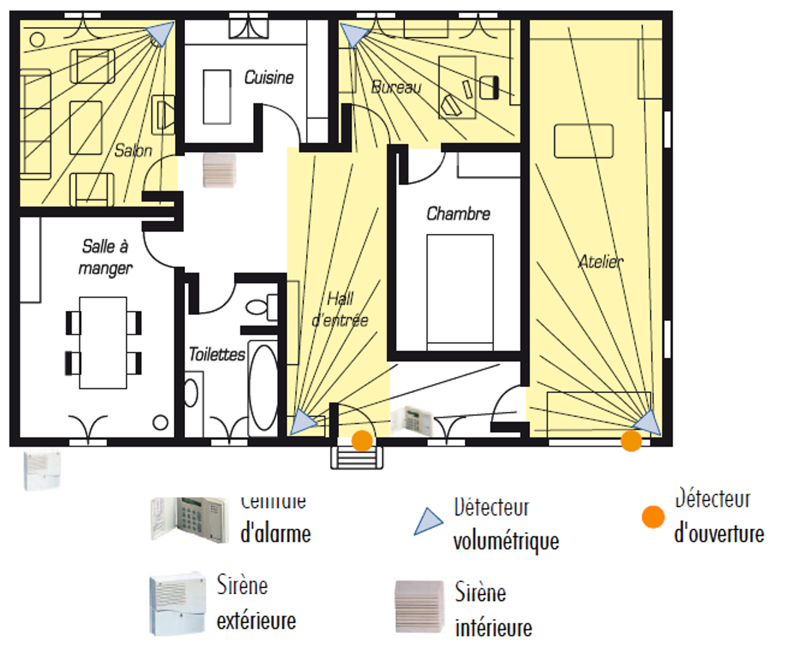 Cuisine
Bureau
Salon
Chambre
Salle à
manger
Atelier
Hall
d'entrée
Toilettes
Centrale
d'alarme
Détecteur
volumétrique
Détecteur
d'ouverture
Sirène
extérieure
Sirène
intérieure